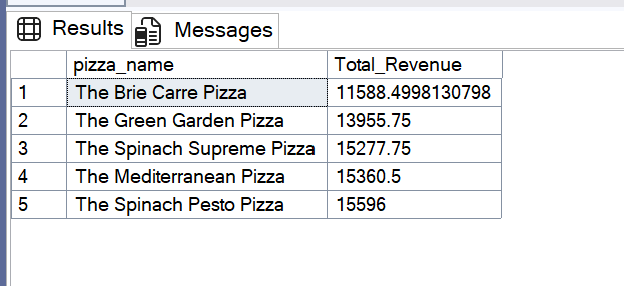 Results Messages
pizza_name Total_Revenue
1 The Brie Carre Pizza 11588.4998130798
2 The Green Garden Pizza 13955.75
3 The Spinach Supreme Pizza 15277.75
4 The Mediterranean Pizza 15360.5
5 The Spinach Pesto Pizza 15596